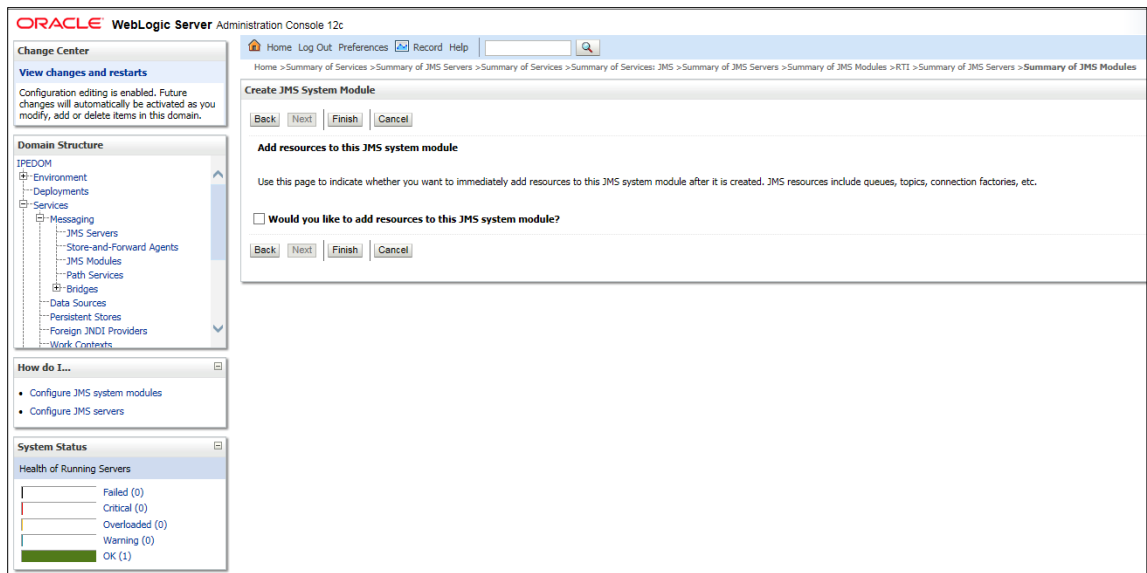 ORACLE WebLogic Server Administration Console 12c
Change Center
View changes and restarts
Configuration editing is enabled. Future
changes will automatically be activated as you
modify, add or delete items in this domain.
Domain Structure
IPEDOM
Environment
Deployments
Services
Messaging
JMS Servers
Store-and-Forward Agents
JMS Modules
Path Services
Bridges
Data Sources
Persistent Stores
Foreign JNDI Providers
Work Contexts
How do I...
Configure JMS system modules
Configure JMS servers
System Status
Health of Running Servers
Failed (0)
Critical (0)
Overloaded (0)
Warning (0)
OK (1)
Home Log Out Preferences Record Help
Home >Summary of Services >Summary of JMS Servers >Summary of Services >Summary of Services: JMS >Summary of JMS Servers >Summary of JMS Modules >RTI >Summary of JMS Servers >Summary of JMS Modules
Create JMS System Module
Back Next Finish Cancel
Add resources to this JMS system module
Use this page to indicate whether you want to immediately add resources to this JMS system module after it is created. JMS resources include queues, topics, connection factories, etc.
Would you like to add resources to this JMS system module?
Back Next Finish Cancel